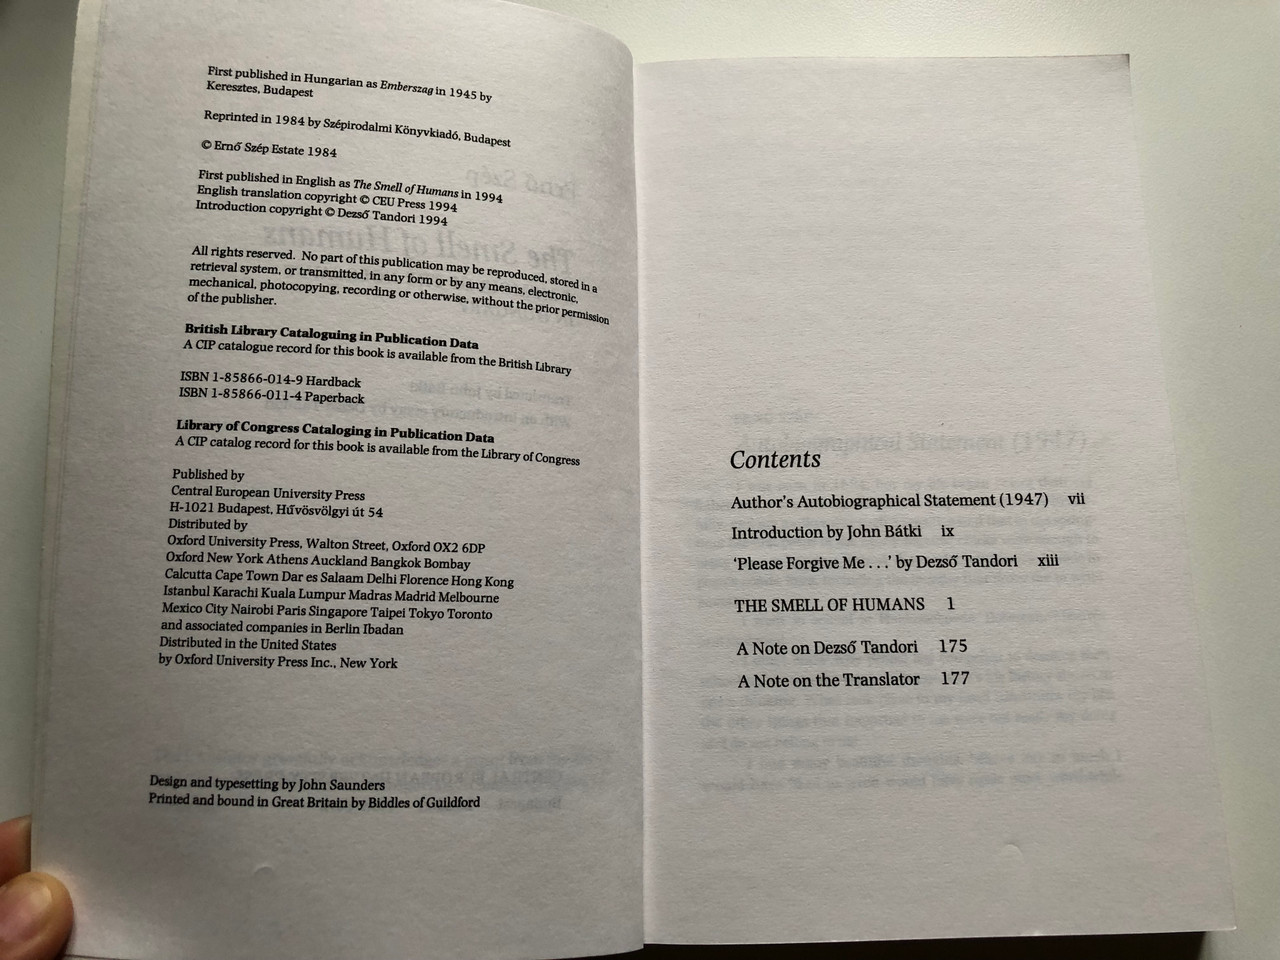 First published in Hungarian as Emberszag in 1945 by
Keresztes, Budapest
Reprinted in 1984 by Szépirodalmi Könyvkiadó, Budapest
© Ernő Szép Estate 1984
First published in English as The Smell of Humans in 1994
English translation copyright © CEU Press 1994
Introduction copyright © Dezső Tandori 1994
All rights reserved. No part of this publication may be reproduced, stored in a
retrieval system, or transmitted, in any form or by any means, electronic,
mechanical, photocopying, recording or otherwise, without the prior permission
of the publisher.
British Library Cataloguing in Publication Data
A CIP catalogue record for this book is available from the British Library
ISBN 1-85866-014-9 Hardback
ISBN 1-85866-011-4 Paperback
Library of Congress Cataloging in Publication Data
A CIP catalog record for this book is available from the Library of Congress
Published by
Central European University Press
H-1021 Budapest, Hűvösvölgyi út 54
Distributed by
Oxford University Press, Walton Street, Oxford OX2 6DP
Oxford New York Athens Auckland Bangkok Bombay
Calcutta Cape Town Dar es Salaam Delhi Florence Hong Kong
Istanbul Karachi Kuala Lumpur Madras Madrid Melbourne
Mexico City Nairobi Paris Singapore Taipei Tokyo Toronto
and associated companies in Berlin Ibadan
Distributed in the United States
by Oxford University Press Inc., New York
Design and typesetting by John Saunders
Printed and bound in Great Britain by Biddles of Guildford
Contents
Author's Autobiographical Statement (1947) vii
Introduction by John Bátki ix
'Please Forgive Me . . .' by Dezső Tandori xiii
THE SMELL OF HUMANS 1
A Note on Dezső Tandori 175
A Note on the Translator 177